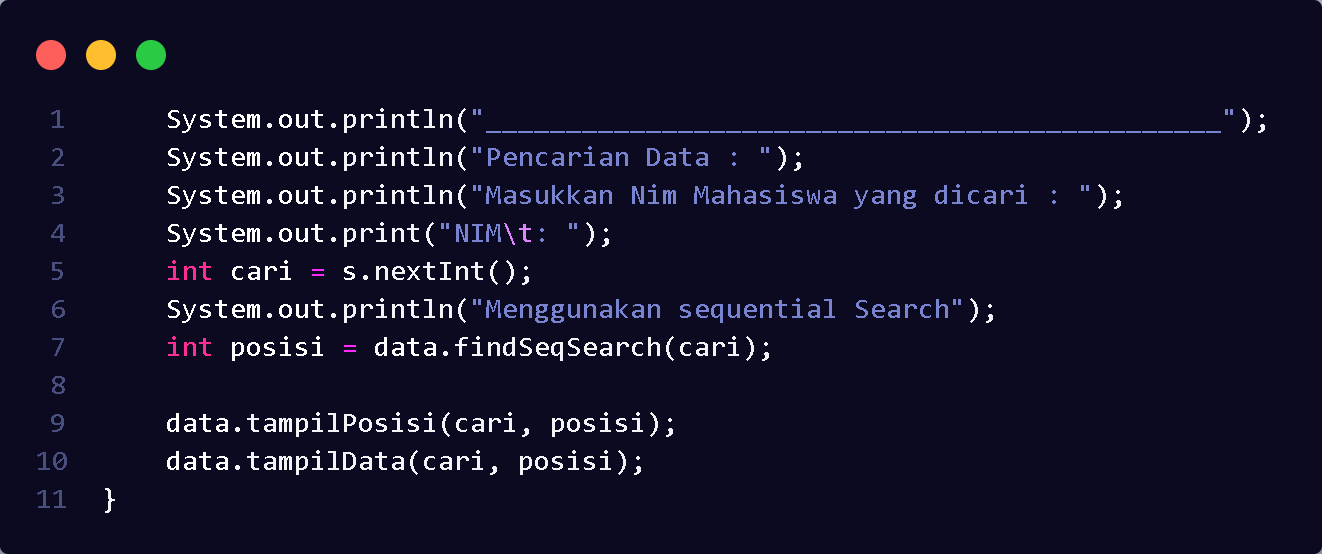 1 System.out.println("______________________________________________");
2 System.out.println("Pencarian Data : ");
3 System.out.println("Masukkan Nim Mahasiswa yang dicari : ");
4 System.out.print("NIM\t: ");
5 int cari = s.nextInt();
6 System.out.println("Menggunakan sequential Search");
7 int posisi = data.findSeqSearch(cari);
8
9 data.tampilPosisi(cari, posisi);
10 data.tampilData(cari, posisi);
11 }